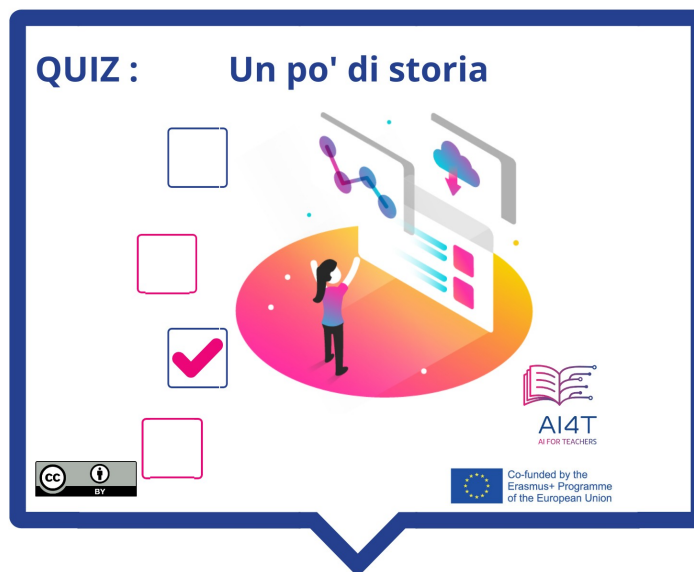 QUIZ : Un po' di storia
AI4T
AI FOR TEACHERS
cc
BY
Co-funded by the
Erasmus+ Programme
of the European Union